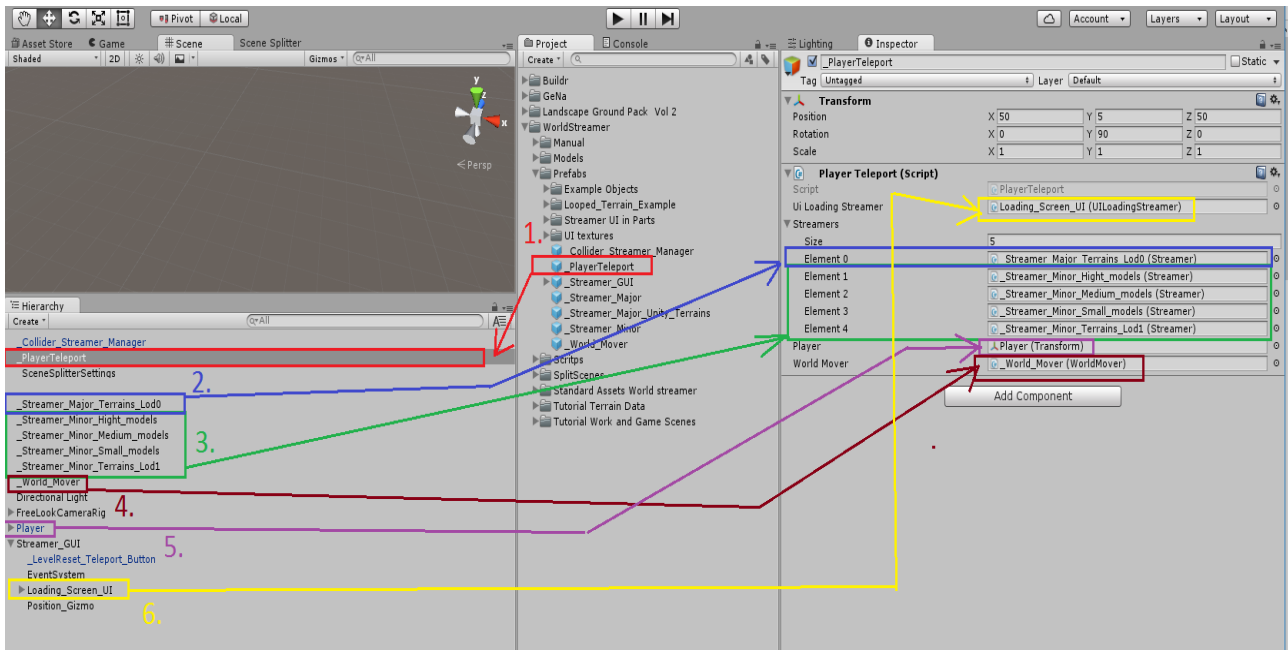 Pivot Local Account Layers Layout
Asset Store Game Scene Scene Splitter
Shaded 2D Gizmos All
y
z
x
Persp
Hierarchy
Create All
_Collider_Streamer_Manager
_PlayerTeleport
SceneSplitterSettings
2.
_Streamer_Major_Terrains_Lod0
_Streamer_Minor_Hight_models
_Streamer_Minor_Medium_models
3.
_Streamer_Minor_Small_models
_Streamer_Minor_Terrains_Lod1
_World_Mover
4.
Directional Light
FreeLookCameraRig
Player
5.
Streamer_GUI
_LevelReset_Teleport_Button
EventSystem
Loading_Screen_UI
Position_Gizmo
6.
Project Console
Create
Buildr
GeNa
Landscape Ground Pack Vol 2
WorldStreamer
Manual
Models
Prefabs
Example Objects
Looped_Terrain_Example
Streamer UI in Parts
1.
UI textures
_Collider_Streamer_Manager
_PlayerTeleport
_Streamer_GUI
_Streamer_Major
_Streamer_Major_Unity_Terrains
_Streamer_Minor
_World_Mover
Scritps
SplitScenes
Standard Assets World streamer
Tutorial Terrain Data
Tutorial Work and Game Scenes
Lighting Inspector
_PlayerTeleport Static
Tag Untagged Layer Default
Transform
Position X 50 Y 5 Z 50
Rotation X 0 Y 90 Z 0
Scale X 1 Y 1 Z 1
Player Teleport (Script)
Script PlayerTeleport
Ui Loading Streamer Loading_Screen_UI (UILoadingStreamer)
Streamers
Size 5
Element 0 _Streamer_Major_Terrains_Lod0 (Streamer)
Element 1 _Streamer_Minor_Hight_models (Streamer)
Element 2 _Streamer_Minor_Medium_models (Streamer)
Element 3 _Streamer_Minor_Small_models (Streamer)
Element 4 _Streamer_Minor_Terrains_Lod1 (Streamer)
Player Player (Transform)
World Mover _World_Mover (WorldMover)
Add Component